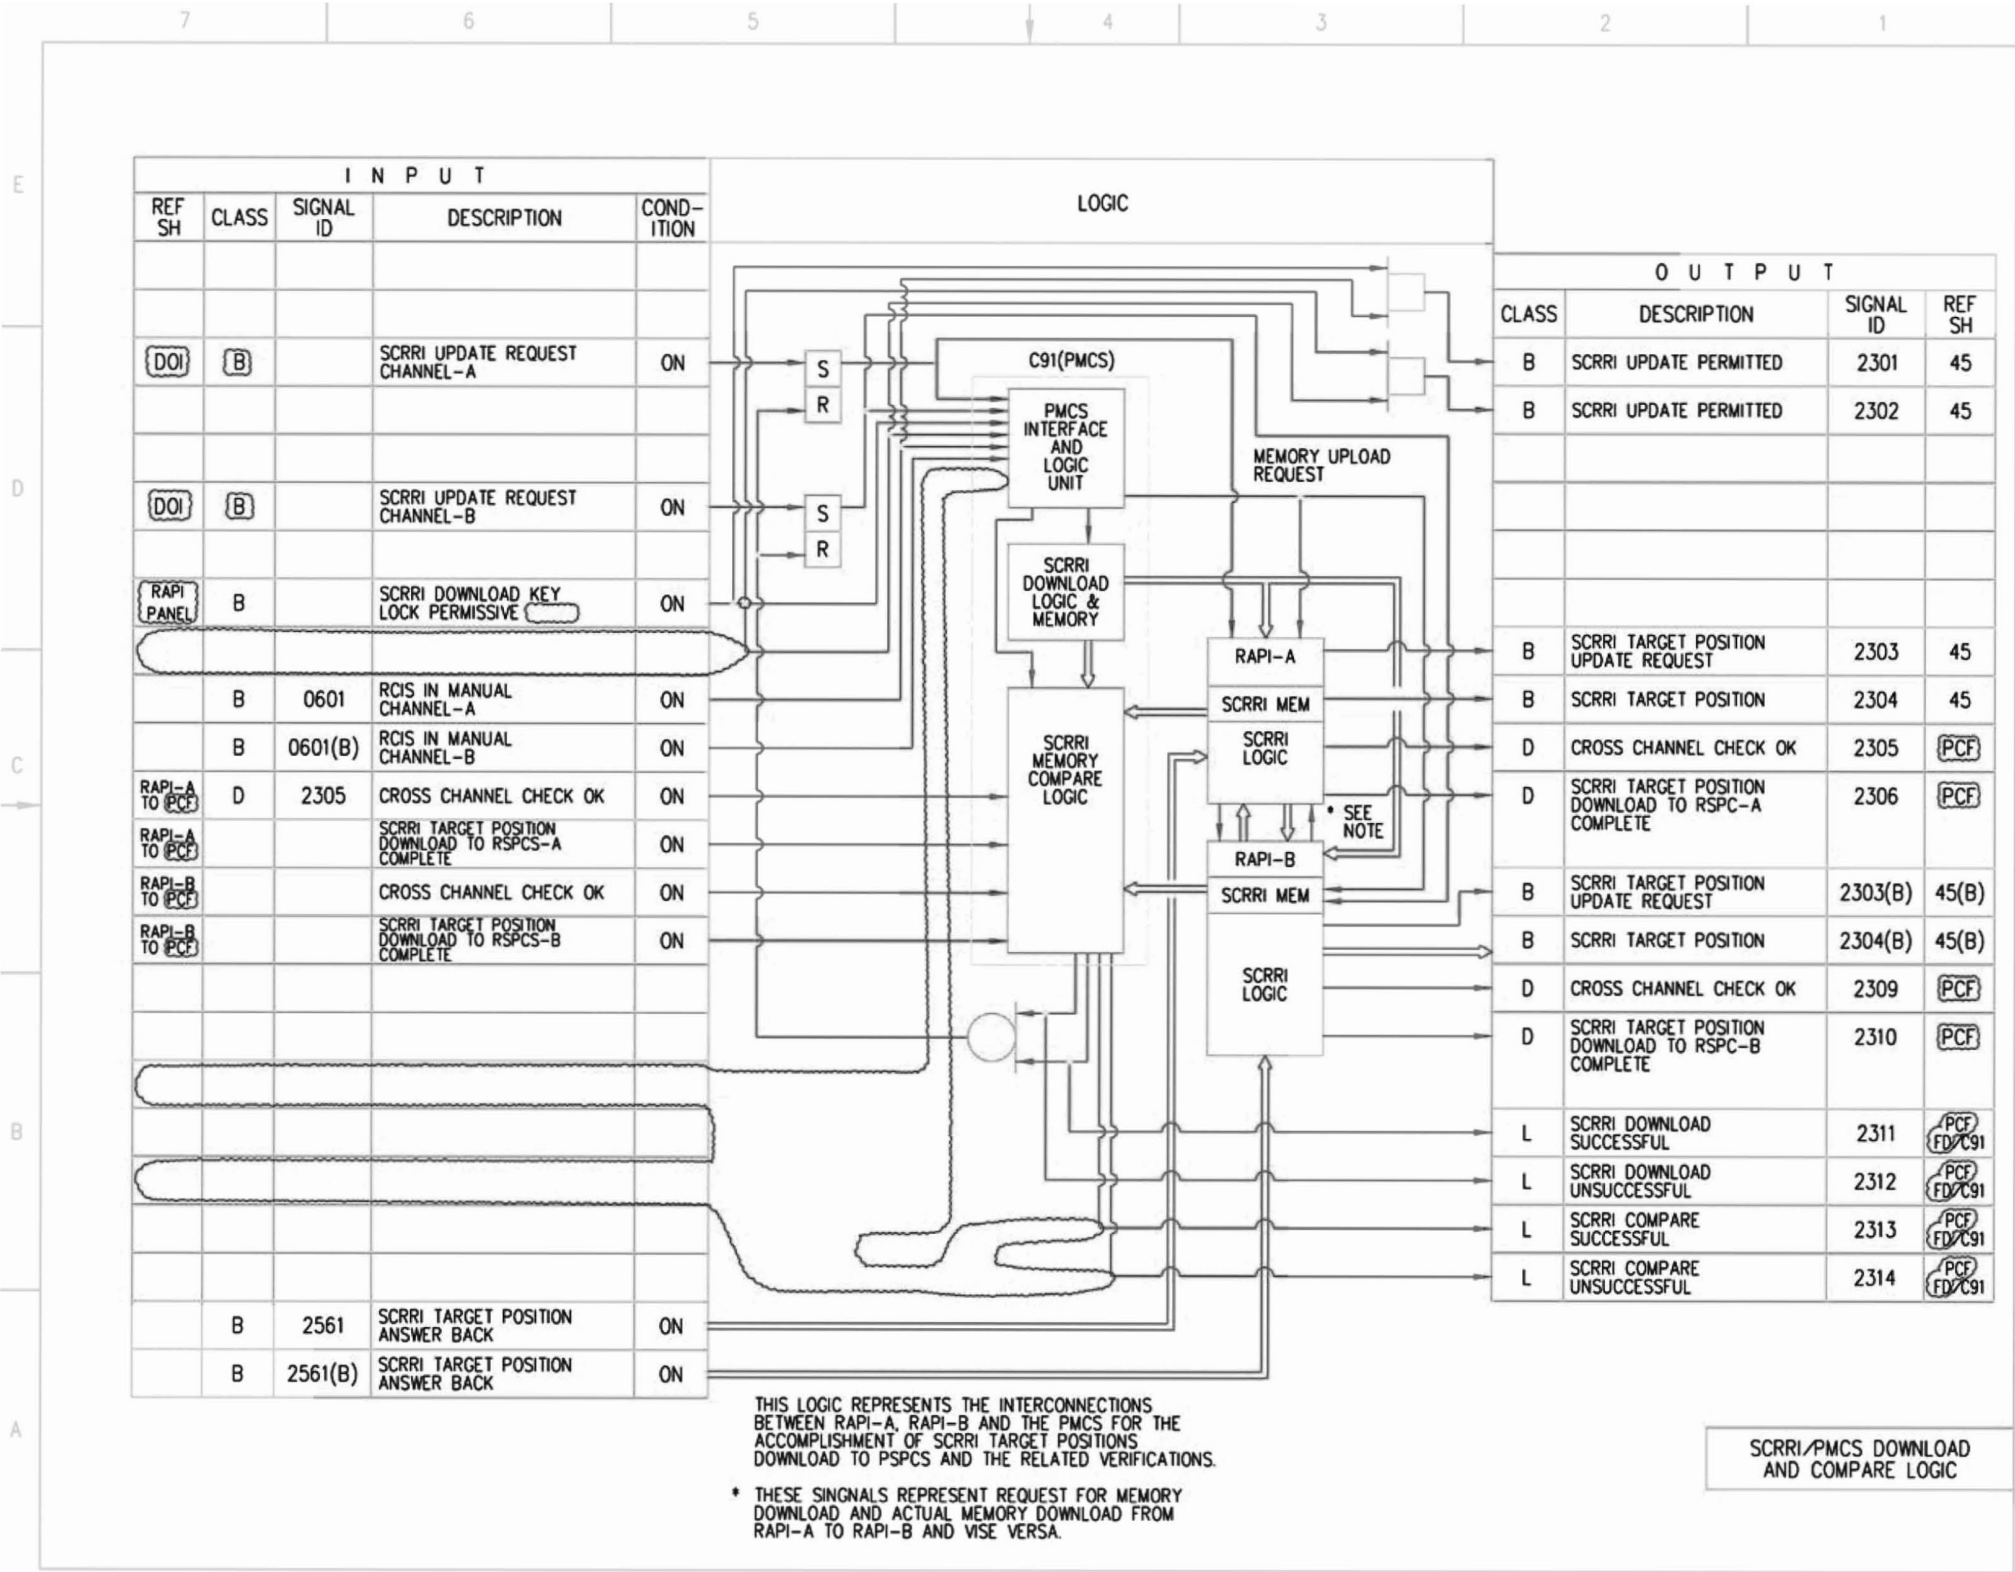 7 6 5 4 3 2 1
E
D
C
B
A
I N P U T
REF
SH
CLASS
SIGNAL
ID
DESCRIPTION
COND-
ITION
DOI
B
SCRRI UPDATE REQUEST
CHANNEL-A
ON
DOI
B
SCRRI UPDATE REQUEST
CHANNEL-B
ON
RAPI
PANEL
B
SCRRI DOWNLOAD KEY
LOCK PERMISSIVE
ON
B
0601
RCIS IN MANUAL
CHANNEL-A
ON
B
0601(B)
RCIS IN MANUAL
CHANNEL-B
ON
RAPI-A
TO PCF
D
2305
CROSS CHANNEL CHECK OK
ON
RAPI-A
TO PCF
SCRRI TARGET POSITION
DOWNLOAD TO RSPCS-A
COMPLETE
ON
RAPI-B
TO PCF
CROSS CHANNEL CHECK OK
ON
RAPI-B
TO PCF
SCRRI TARGET POSITION
DOWNLOAD TO RSPCS-B
COMPLETE
ON
B
2561
SCRRI TARGET POSITION
ANSWER BACK
ON
B
2561(B)
SCRRI TARGET POSITION
ANSWER BACK
ON
LOGIC
S
R
S
R
C91(PMCS)
PMCS
INTERFACE
AND
LOGIC
UNIT
SCRRI
DOWNLOAD
LOGIC &
MEMORY
SCRRI
MEMORY
COMPARE
LOGIC
MEMORY UPLOAD
REQUEST
RAPI-A
SCRRI MEM
SCRRI
LOGIC
* SEE
NOTE
RAPI-B
SCRRI MEM
SCRRI
LOGIC
O U T P U T
CLASS
DESCRIPTION
SIGNAL
ID
REF
SH
B
SCRRI UPDATE PERMITTED
2301
45
B
SCRRI UPDATE PERMITTED
2302
45
B
SCRRI TARGET POSITION
UPDATE REQUEST
2303
45
B
SCRRI TARGET POSITION
2304
45
D
CROSS CHANNEL CHECK OK
2305
PCF
D
SCRRI TARGET POSITION
DOWNLOAD TO RSPC-A
COMPLETE
2306
PCF
B
SCRRI TARGET POSITION
UPDATE REQUEST
2303(B)
45(B)
B
SCRRI TARGET POSITION
2304(B)
45(B)
D
CROSS CHANNEL CHECK OK
2309
PCF
D
SCRRI TARGET POSITION
DOWNLOAD TO RSPC-B
COMPLETE
2310
PCF
L
SCRRI DOWNLOAD
SUCCESSFUL
2311
PCF
FD/C91
L
SCRRI DOWNLOAD
UNSUCCESSFUL
2312
PCF
FD/C91
L
SCRRI COMPARE
SUCCESSFUL
2313
PCF
FD/C91
L
SCRRI COMPARE
UNSUCCESSFUL
2314
PCF
FD/C91
THIS LOGIC REPRESENTS THE INTERCONNECTIONS
BETWEEN RAPI-A, RAPI-B AND THE PMCS FOR THE
ACCOMPLISHMENT OF SCRRI TARGET POSITIONS
DOWNLOAD TO PSPCS AND THE RELATED VERIFICATIONS.
* THESE SINGNALS REPRESENT REQUEST FOR MEMORY
DOWNLOAD AND ACTUAL MEMORY DOWNLOAD FROM
RAPI-A TO RAPI-B AND VISE VERSA.
SCRRI/PMCS DOWNLOAD
AND COMPARE LOGIC